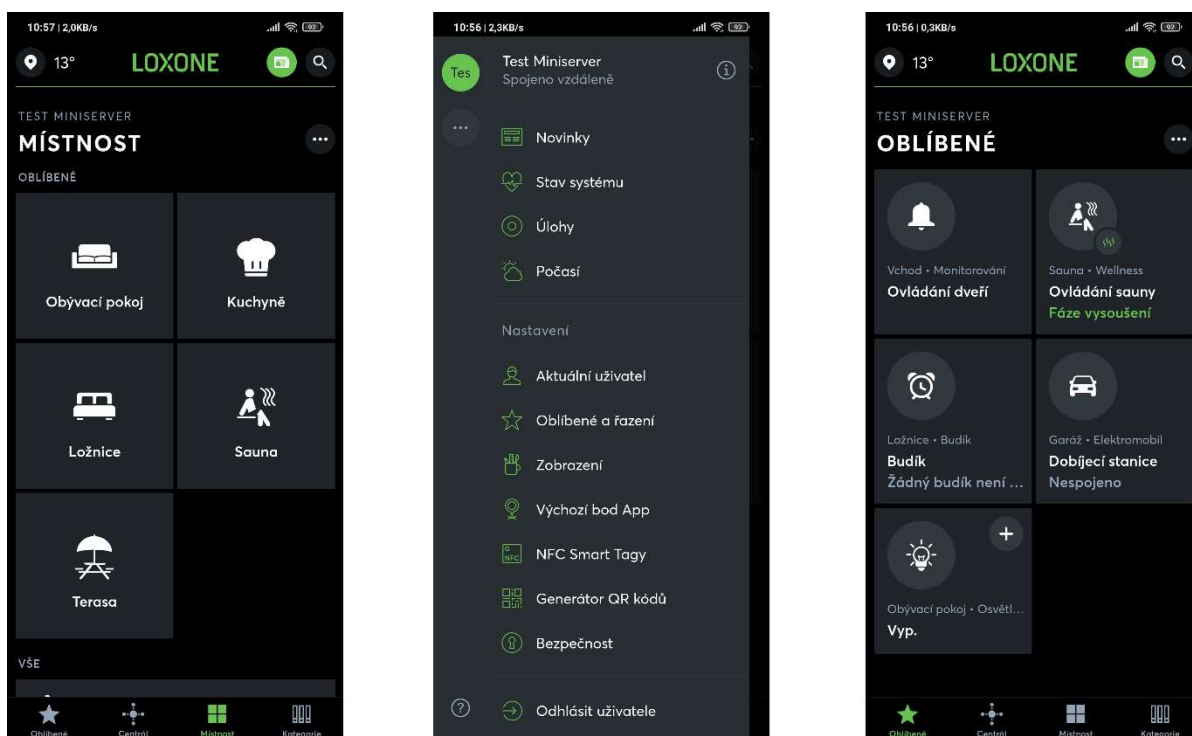 10:57 | 2,0KB/s
92
13°
LOXONE
TEST MINISERVER
MÍSTNOST
OBLÍBENÉ
Obývací pokoj
Kuchyně
Ložnice
Sauna
Terasa
VŠE
Oblíbené
Centrál
Místnost
Kategorie
10:56 | 2,3KB/s
92
Tes
Test Miniserver
Spojeno vzdáleně
Novinky
Stav systému
Úlohy
Počasí
Nastavení
Aktuální uživatel
Oblíbené a řazení
Zobrazení
Výchozí bod App
NFC
NFC Smart Tagy
Generátor QR kódů
Bezpečnost
Odhlásit uživatele
10:56 | 0,3KB/s
92
13°
LOXONE
TEST MINISERVER
OBLÍBENÉ
Vchod • Monitorování
Ovládání dveří
Sauna • Wellness
Ovládání sauny
Fáze vysoušení
Ložnice • Budík
Budík
Žádný budík není ...
Garáž • Elektromobil
Dobíjecí stanice
Nespojeno
Obývací pokoj • Osvětl...
Vyp.
Oblíbené
Centrál
Místnost
Kategorie